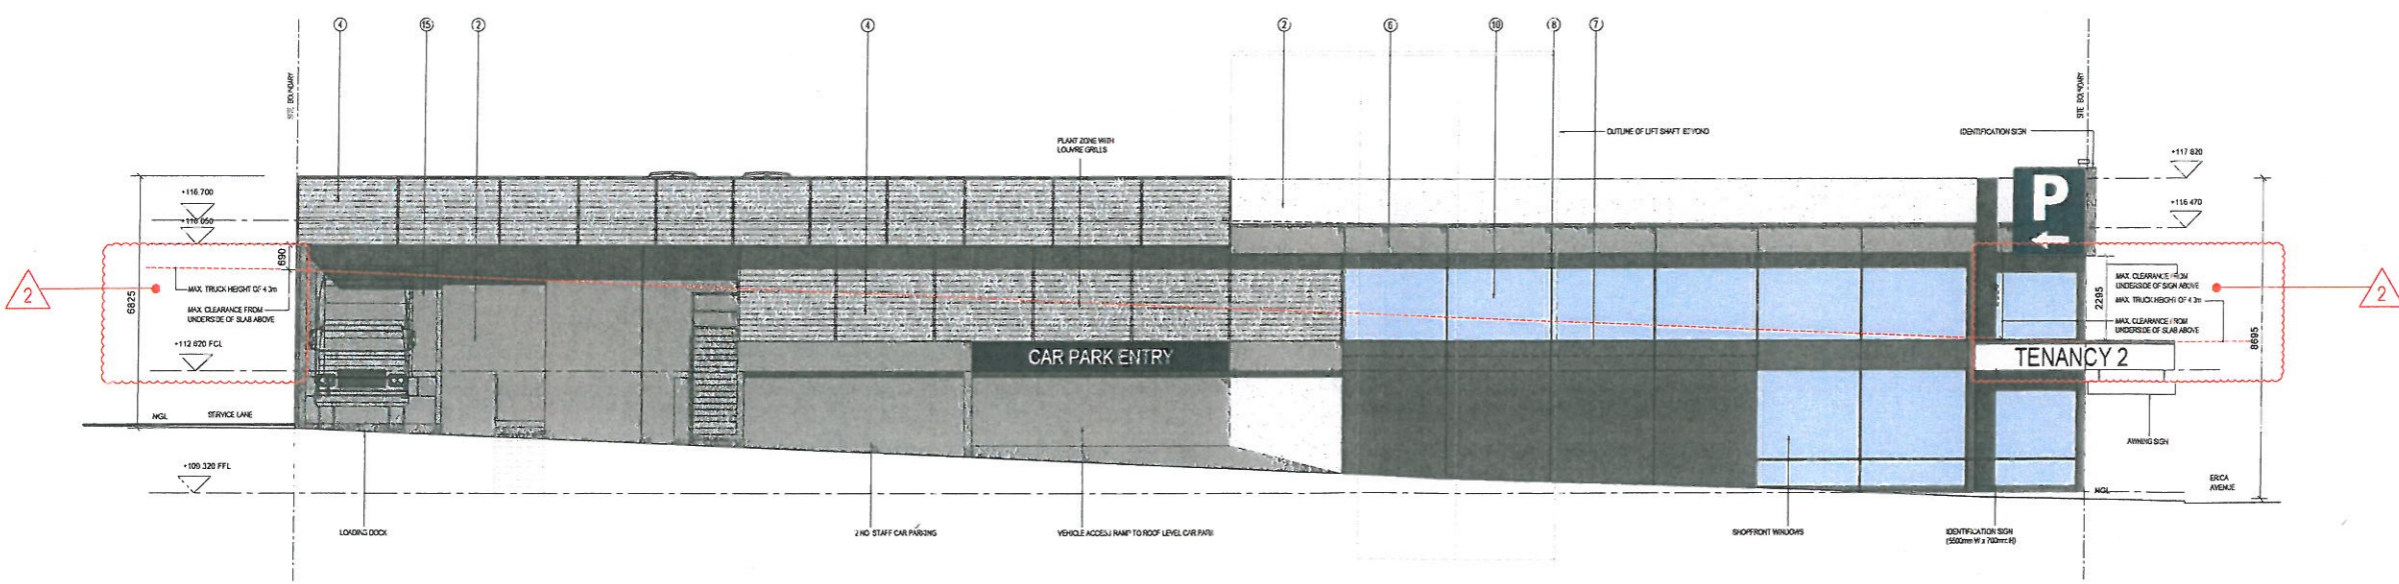 4
15
2
4
2
6
10
8
7
SITE BOUNDARY
SITE BOUNDARY
PLANT ZONE WITH
LOUVRE GRILLS
OUTLINE OF LIFT SHAFT BEYOND
IDENTIFICATION SIGN
+116 700
+117 820
+116 470
P
690
6825
2
MAX. TRUCK HEIGHT OF 4.3m
MAX. CLEARANCE FROM
UNDERSIDE OF SLAB ABOVE
+112 820 FCL
MAX. CLEARANCE FROM
UNDERSIDE OF SIGN ABOVE
MAX. TRUCK HEIGHT OF 4.3m
MAX. CLEARANCE FROM
UNDERSIDE OF SLAB ABOVE
2295
8695
2
CAR PARK ENTRY
TENANCY 2
NGL
SERVICE LANE
AWNING SIGN
+109 320 FFL
NGL
ERICA
AVENUE
LOADING DOCK
2 NO STAFF CAR PARKING
VEHICLE ACCESS RAMP TO ROOF LEVEL CAR PARK
SHOPFRONT WINDOWS
IDENTIFICATION SIGN
(5500mm W x 700mm H)